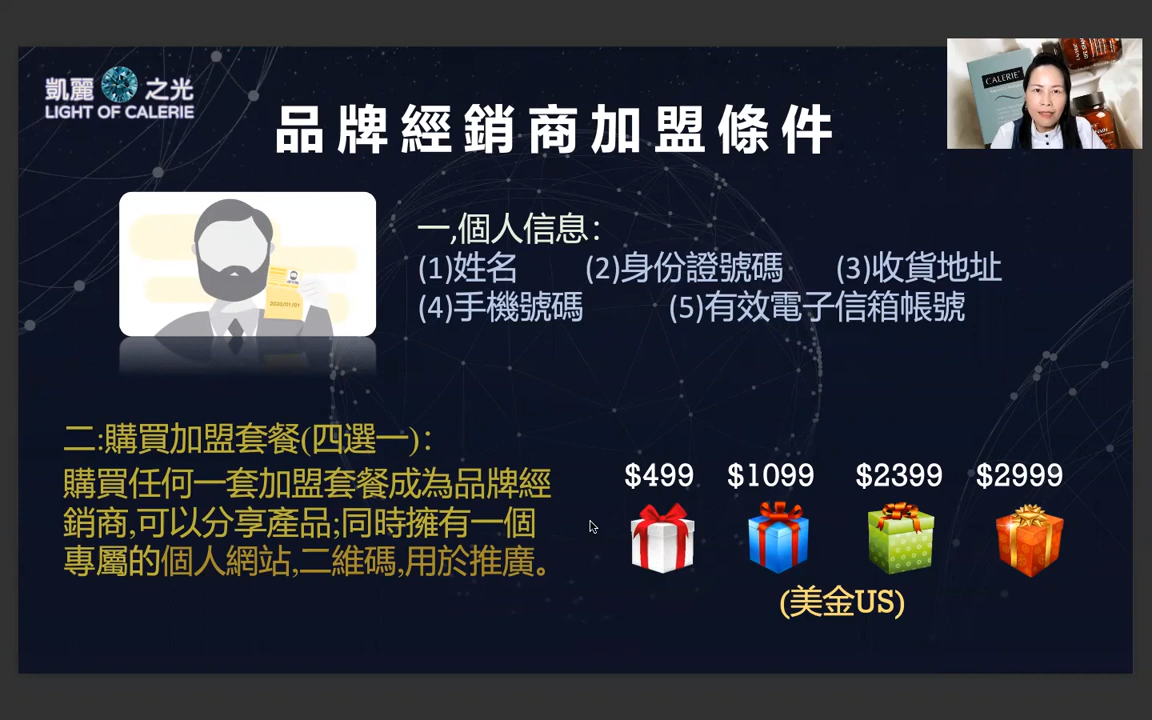 凱麗之光
LIGHT OF CALERIE
品牌經銷商加盟條件
CALERIE
一,個人信息：
(1)姓名 (2)身份證號碼 (3)收貨地址
(4)手機號碼 (5)有效電子信箱帳號
2020/01/01
二:購買加盟套餐(四選一)：
購買任何一套加盟套餐成為品牌經
銷商,可以分享產品;同時擁有一個
專屬的個人網站,二維碼,用於推廣。
$499 $1099 $2399 $2999
(美金US)